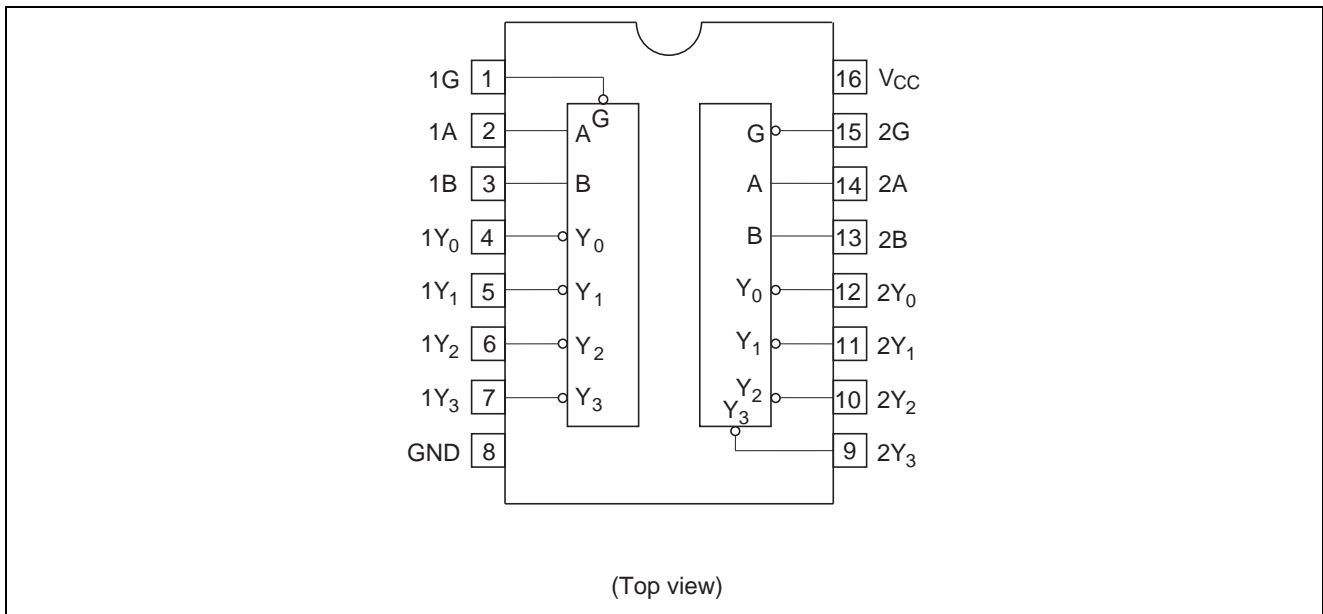 1G 1 16 VCC
G
1A 2 A G 15 2G
1B 3 B A 14 2A
1Y0 4 Y0 B 13 2B
1Y1 5 Y1 Y0 12 2Y0
1Y2 6 Y2 Y1 11 2Y1
1Y3 7 Y3 Y2 10 2Y2
Y3
GND 8 9 2Y3
(Top view)